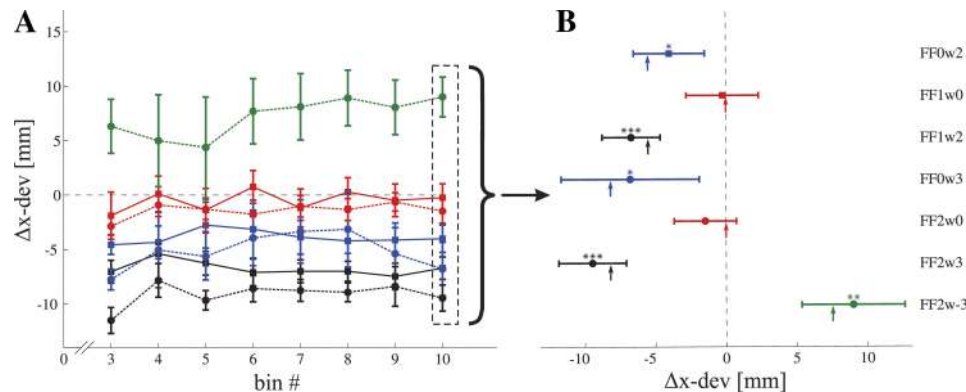 A
B
15
10
5
0
-5
-10
Δx-dev [mm]
0 3 4 5 6 7 8 9 10
bin #
* FF0w2
FF1w0
*** FF1w2
* FF0w3
FF2w0
*** FF2w3
** FF2w-3
-10 -5 0 5 10
Δx-dev [mm]